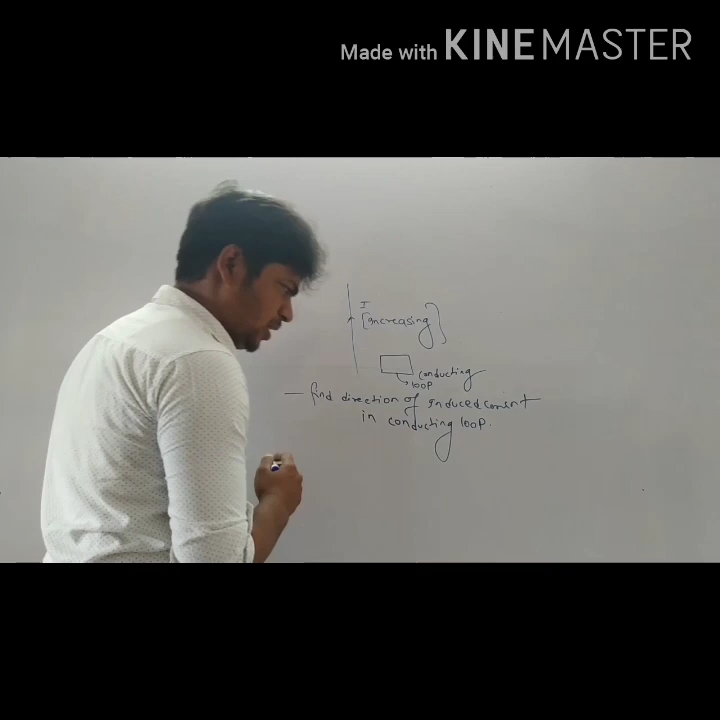 Made with KINEMASTER
I
[increasing]
conducting
loop
— find direction of induced current
in conducting loop.